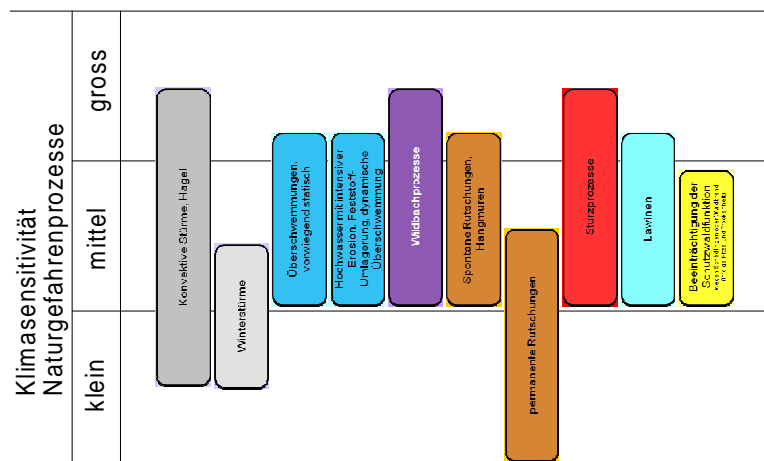 Klimasensitivität
Naturgefahrenprozesse
gross
mittel
klein
Konvektive Stürme, Hagel
Winterstürme
Überschwemmungen,
vorwiegend statisch
Hochwasser mit intensiver
Erosion, Feststoff-
Umlagerung, dynamische
Überschwemmung
Wildbachprozesse
Spontane Rutschungen,
Hangmuren
permanente Rutschungen
Sturzprozesse
Lawinen
Beeinträchtigung der
Schutzwaldfunktion